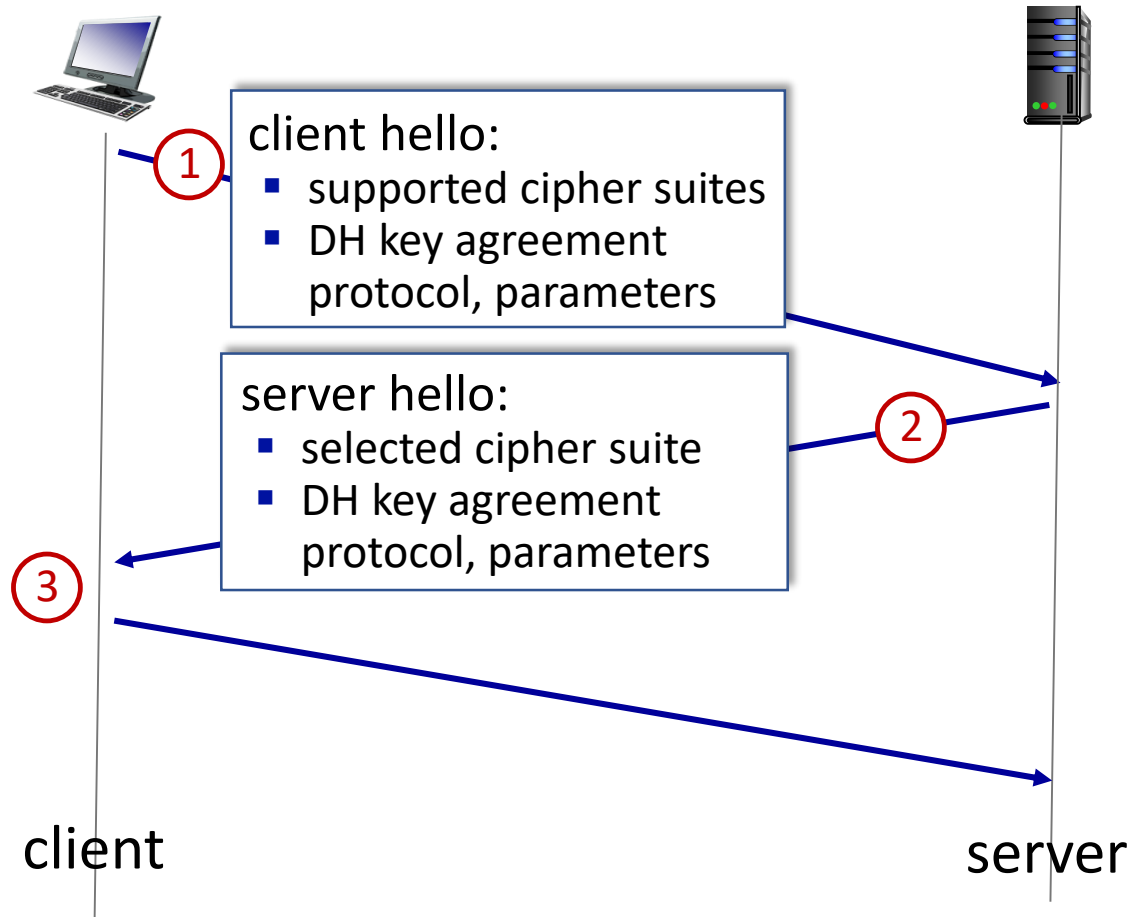 1
client hello:
▪ supported cipher suites
▪ DH key agreement
protocol, parameters
server hello:
▪ selected cipher suite
▪ DH key agreement
protocol, parameters
2
3
client
server